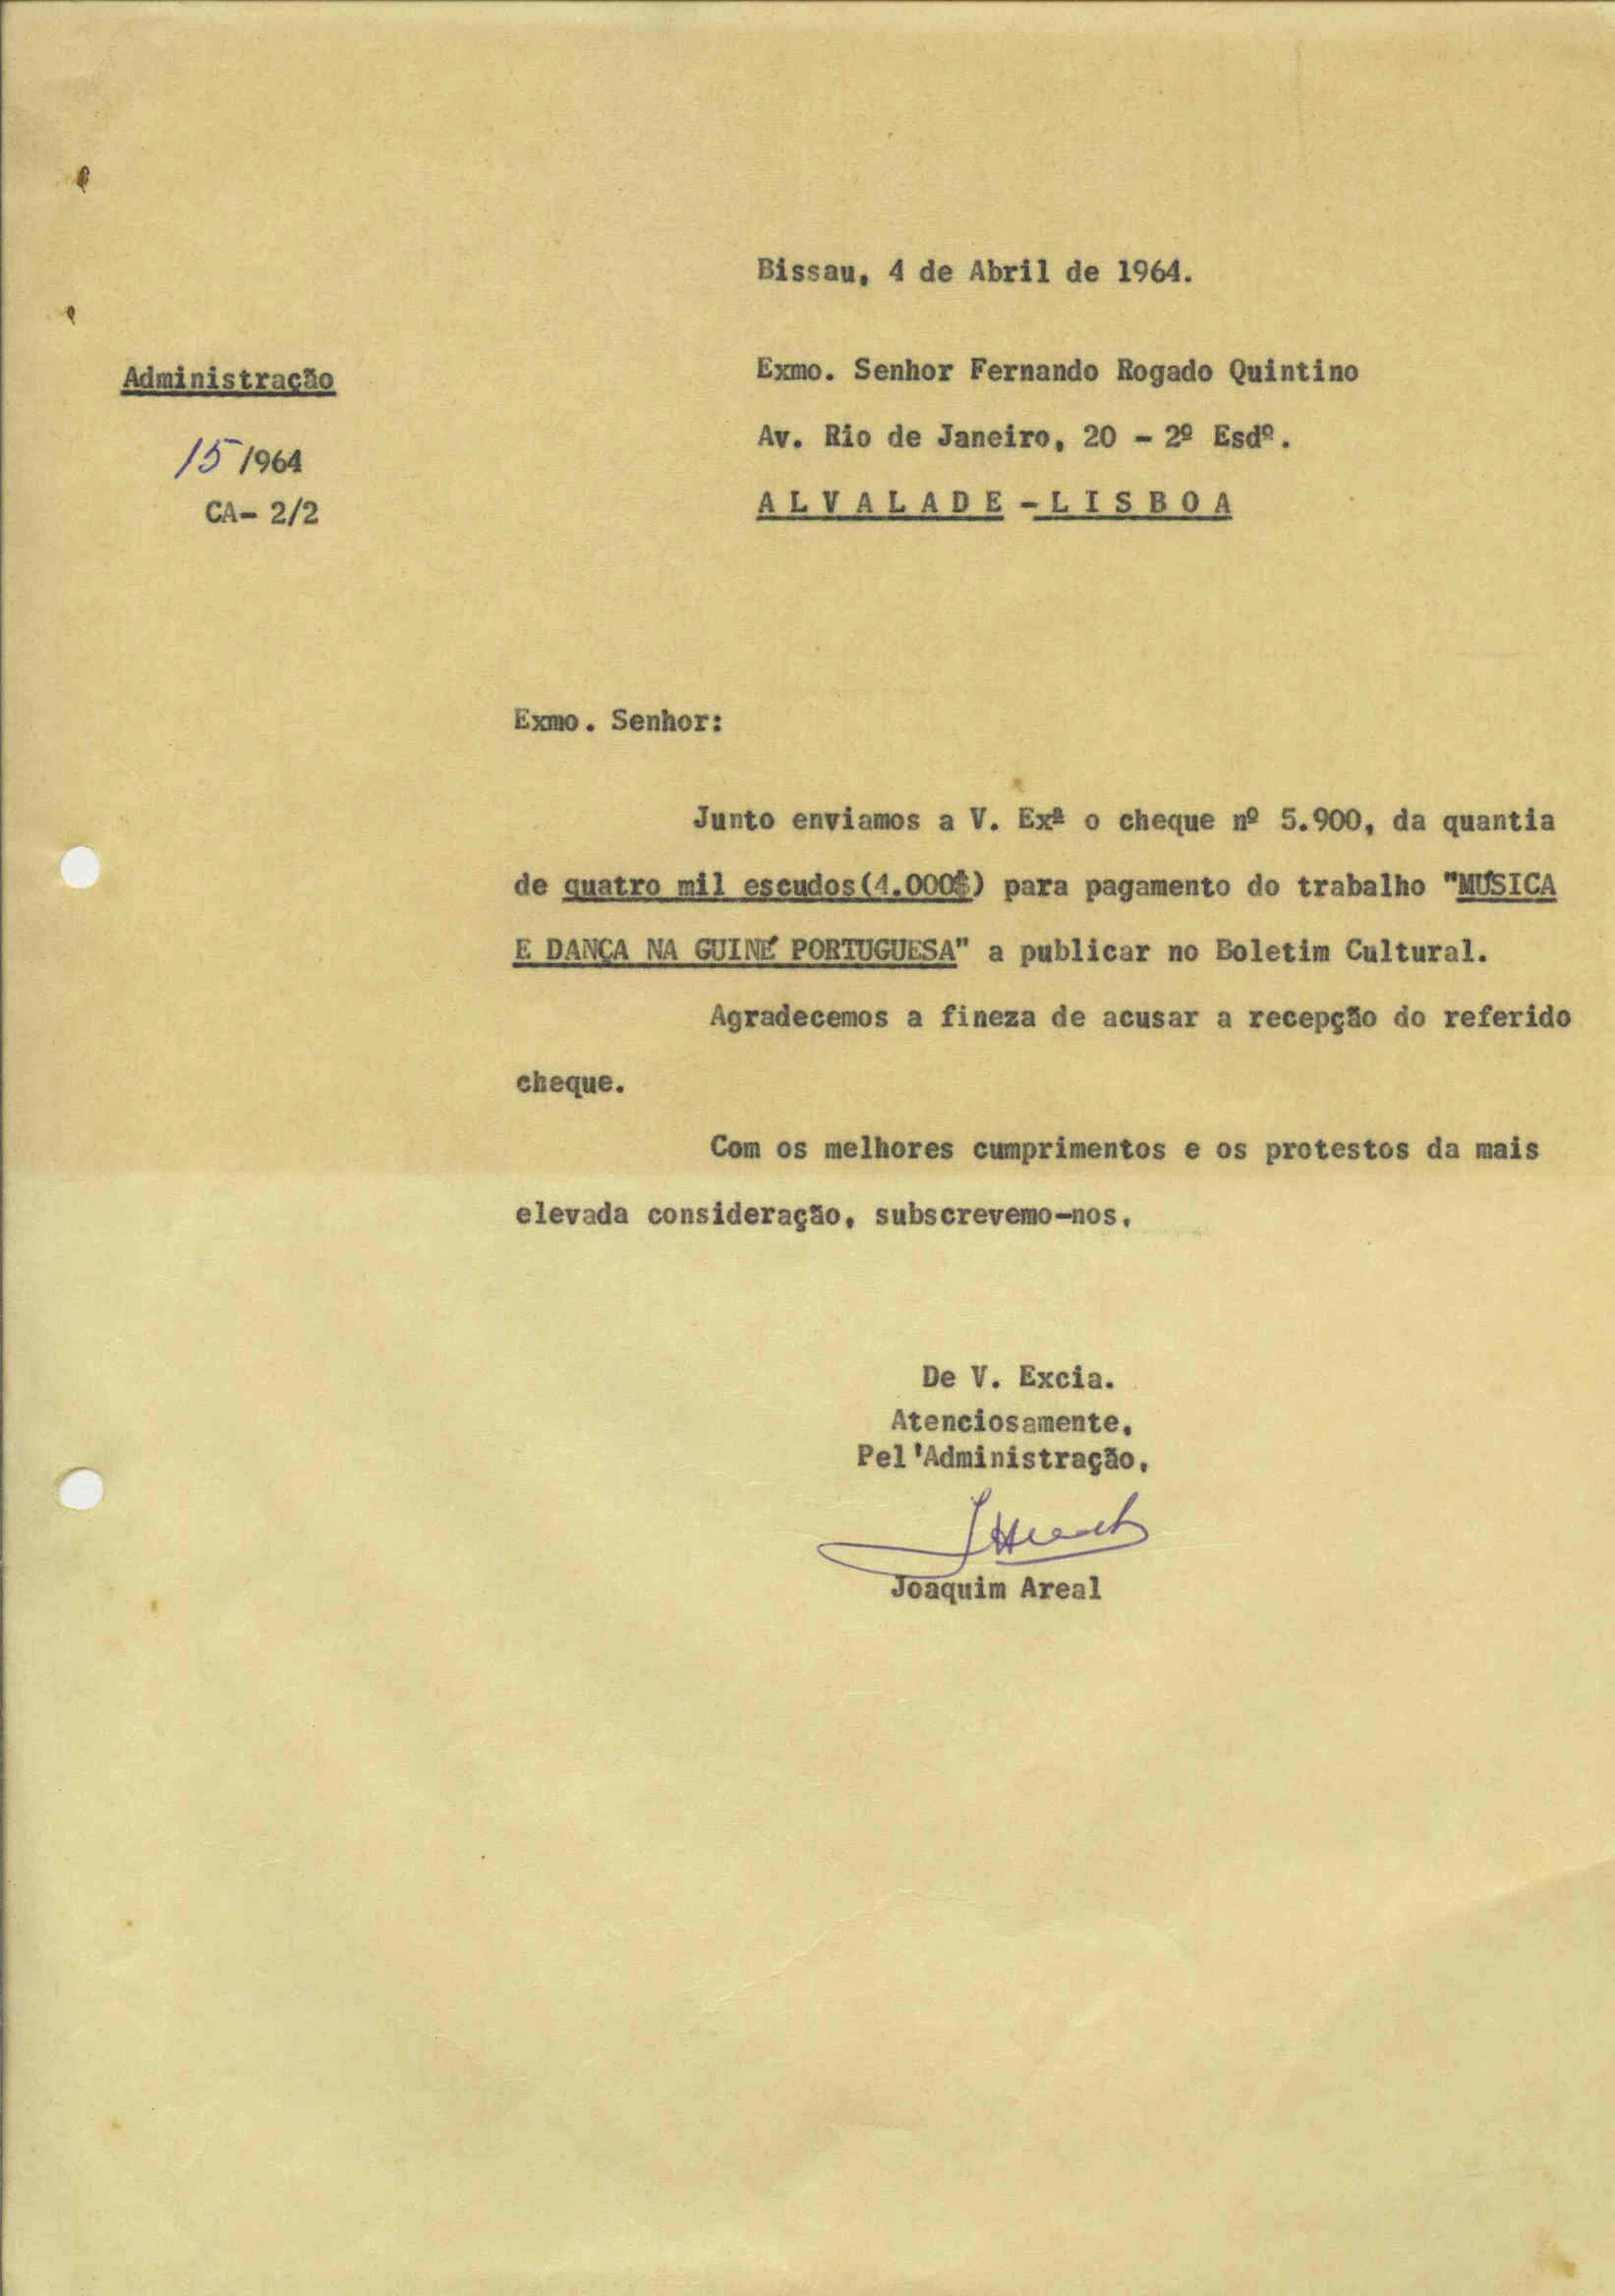 Bissau, 4 de Abril de 1964.
Administração
Exmo. Senhor Fernando Rogado Quintino
Av. Rio de Janeiro, 20 - 2º Esdº.
15/1964
CA- 2/2
ALVALADE - LISBOA
Exmo. Senhor:
Junto enviamos a V. Exª o cheque nº 5.900, da quantia
de quatro mil escudos(4.000$) para pagamento do trabalho "MÚSICA
E DANÇA NA GUINÉ PORTUGUESA" a publicar no Boletim Cultural.
Agradecemos a fineza de acusar a recepção do referido
cheque.
Com os melhores cumprimentos e os protestos da mais
elevada consideração, subscrevemo-nos,
De V. Excia.
Atenciosamente,
Pel'Administração,
Joaquim Areal